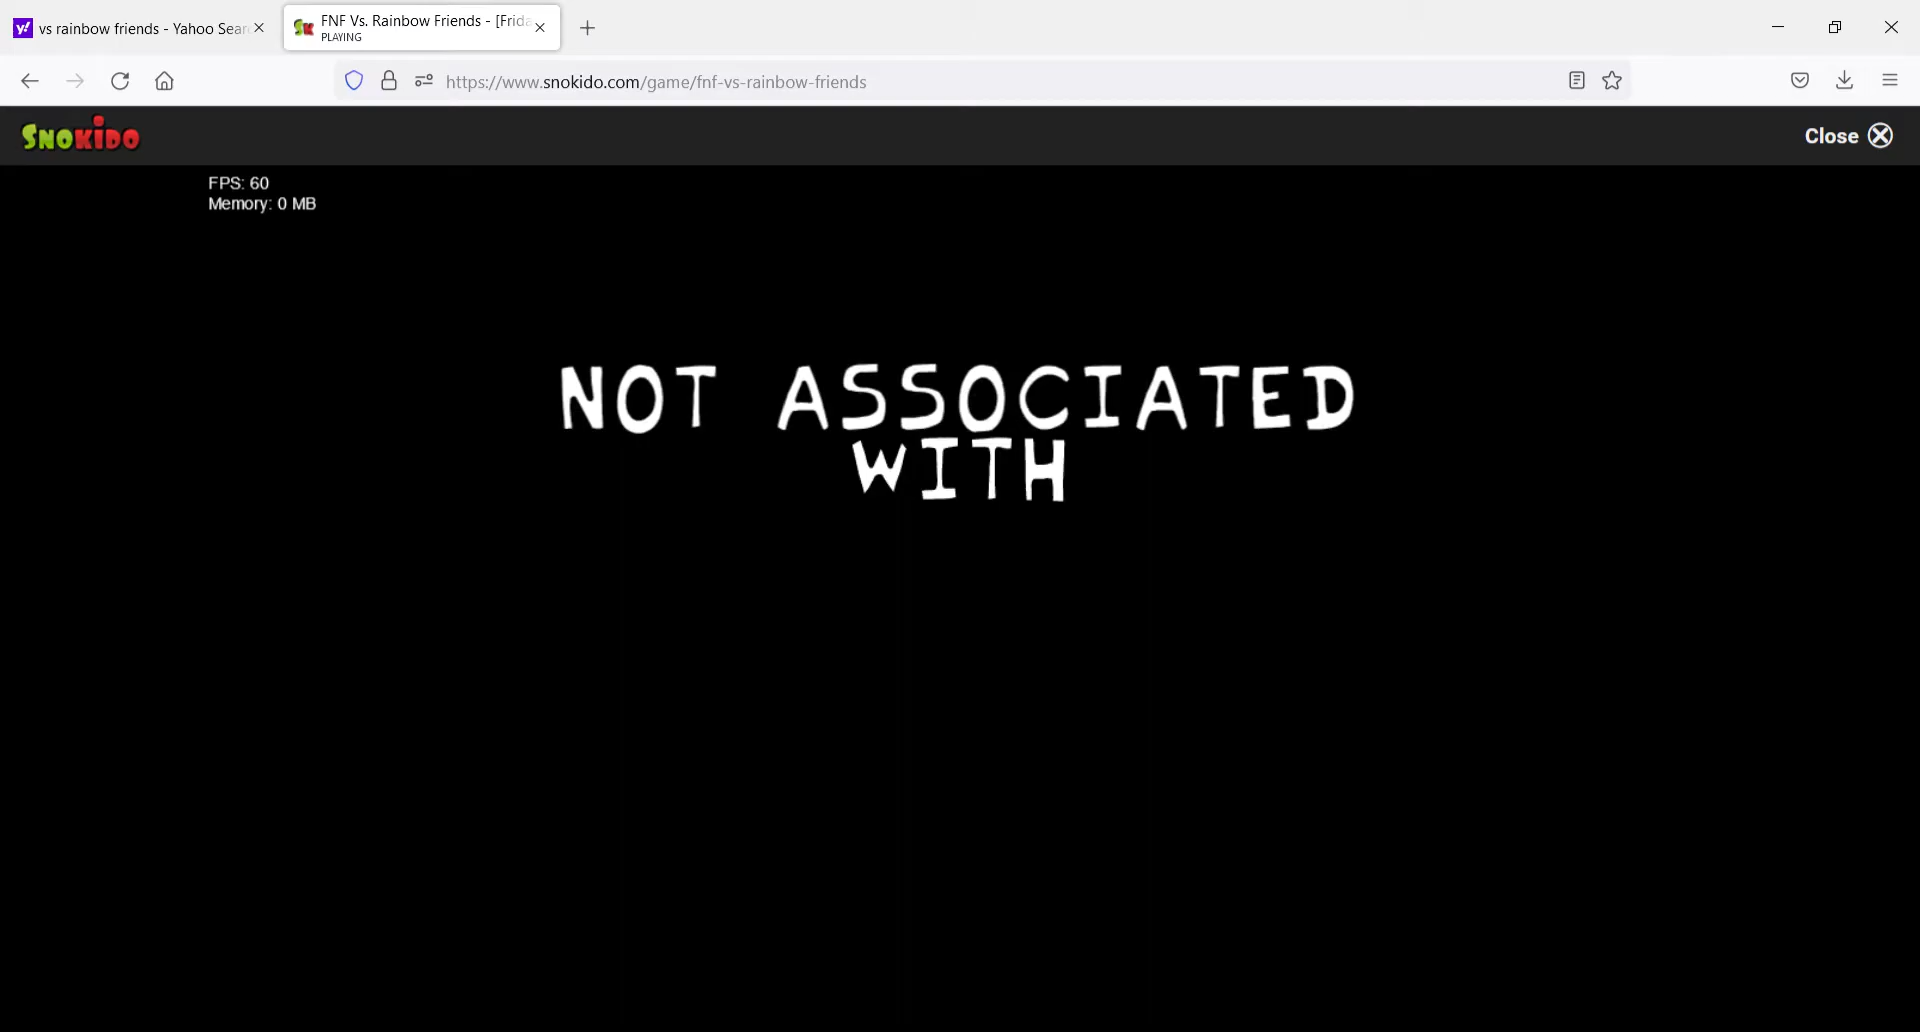 vs rainbow friends - Yahoo Sear
FNF Vs. Rainbow Friends - [Frida
PLAYING
https://www.snokido.com/game/fnf-vs-rainbow-friends
SNOKIDO
Close
FPS: 60
Memory: 0 MB
NOT ASSOCIATED
WITH